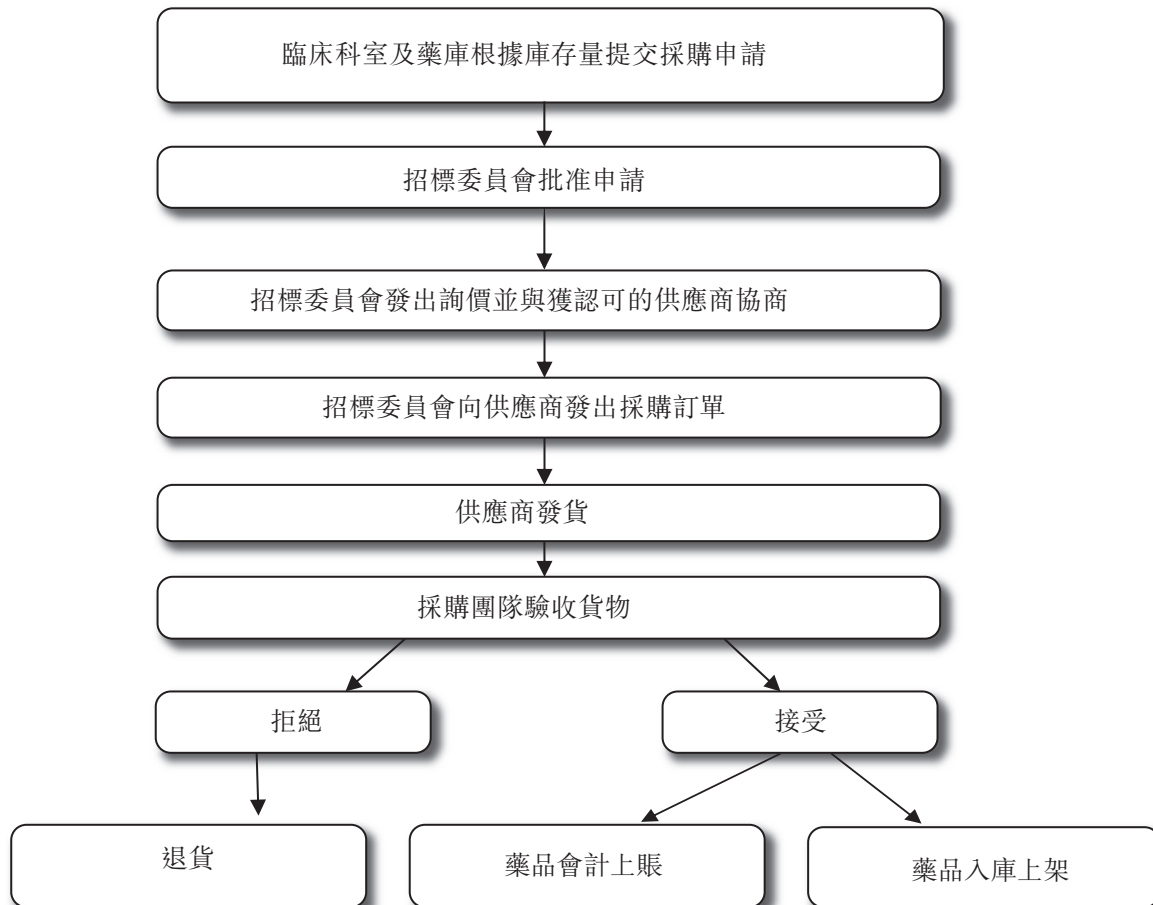 臨床科室及藥庫根據庫存量提交採購申請
招標委員會批准申請
招標委員會發出詢價並與獲認可的供應商協商
招標委員會向供應商發出採購訂單
供應商發貨
採購團隊驗收貨物
拒絕
接受
退貨
藥品會計上賬
藥品入庫上架